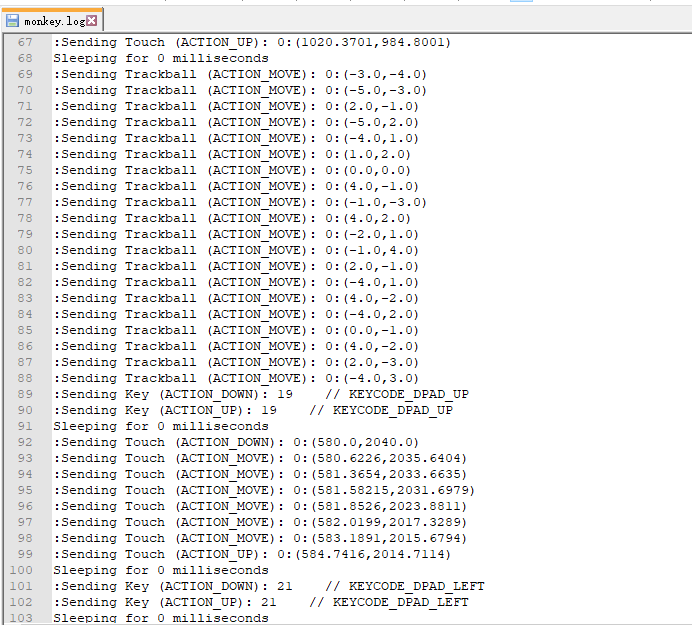 monkey.log
67 :Sending Touch (ACTION_UP): 0:(1020.3701,984.8001)
68 Sleeping for 0 milliseconds
69 :Sending Trackball (ACTION_MOVE): 0:(-3.0,-4.0)
70 :Sending Trackball (ACTION_MOVE): 0:(-5.0,-3.0)
71 :Sending Trackball (ACTION_MOVE): 0:(2.0,-1.0)
72 :Sending Trackball (ACTION_MOVE): 0:(-5.0,2.0)
73 :Sending Trackball (ACTION_MOVE): 0:(-4.0,1.0)
74 :Sending Trackball (ACTION_MOVE): 0:(1.0,2.0)
75 :Sending Trackball (ACTION_MOVE): 0:(0.0,0.0)
76 :Sending Trackball (ACTION_MOVE): 0:(4.0,-1.0)
77 :Sending Trackball (ACTION_MOVE): 0:(-1.0,-3.0)
78 :Sending Trackball (ACTION_MOVE): 0:(4.0,2.0)
79 :Sending Trackball (ACTION_MOVE): 0:(-2.0,1.0)
80 :Sending Trackball (ACTION_MOVE): 0:(-1.0,4.0)
81 :Sending Trackball (ACTION_MOVE): 0:(2.0,-1.0)
82 :Sending Trackball (ACTION_MOVE): 0:(-4.0,1.0)
83 :Sending Trackball (ACTION_MOVE): 0:(4.0,-2.0)
84 :Sending Trackball (ACTION_MOVE): 0:(-4.0,2.0)
85 :Sending Trackball (ACTION_MOVE): 0:(0.0,-1.0)
86 :Sending Trackball (ACTION_MOVE): 0:(4.0,-2.0)
87 :Sending Trackball (ACTION_MOVE): 0:(2.0,-3.0)
88 :Sending Trackball (ACTION_MOVE): 0:(-4.0,3.0)
89 :Sending Key (ACTION_DOWN): 19    // KEYCODE_DPAD_UP
90 :Sending Key (ACTION_UP): 19    // KEYCODE_DPAD_UP
91 Sleeping for 0 milliseconds
92 :Sending Touch (ACTION_DOWN): 0:(580.0,2040.0)
93 :Sending Touch (ACTION_MOVE): 0:(580.6226,2035.6404)
94 :Sending Touch (ACTION_MOVE): 0:(581.3654,2033.6635)
95 :Sending Touch (ACTION_MOVE): 0:(581.58215,2031.6979)
96 :Sending Touch (ACTION_MOVE): 0:(581.8526,2023.8811)
97 :Sending Touch (ACTION_MOVE): 0:(582.0199,2017.3289)
98 :Sending Touch (ACTION_MOVE): 0:(583.1891,2015.6794)
99 :Sending Touch (ACTION_UP): 0:(584.7416,2014.7114)
100 Sleeping for 0 milliseconds
101 :Sending Key (ACTION_DOWN): 21    // KEYCODE_DPAD_LEFT
102 :Sending Key (ACTION_UP): 21    // KEYCODE_DPAD_LEFT
103 Sleeping for 0 milliseconds